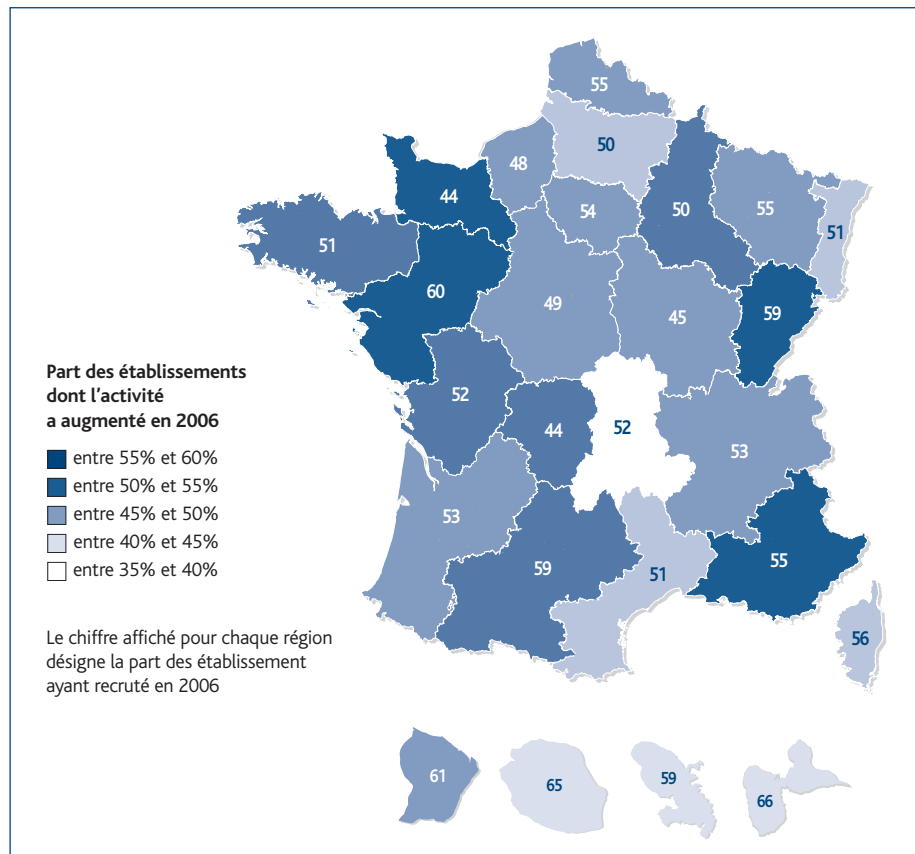 55
50
48
54
50
55
51
44
51
60
49
45
59
52
44
52
53
53
59
51
55
56
Part des établissements
dont l'activité
a augmenté en 2006
entre 55% et 60%
entre 50% et 55%
entre 45% et 50%
entre 40% et 45%
entre 35% et 40%
Le chiffre affiché pour chaque région
désigne la part des établissement
ayant recruté en 2006
61
65
59
66